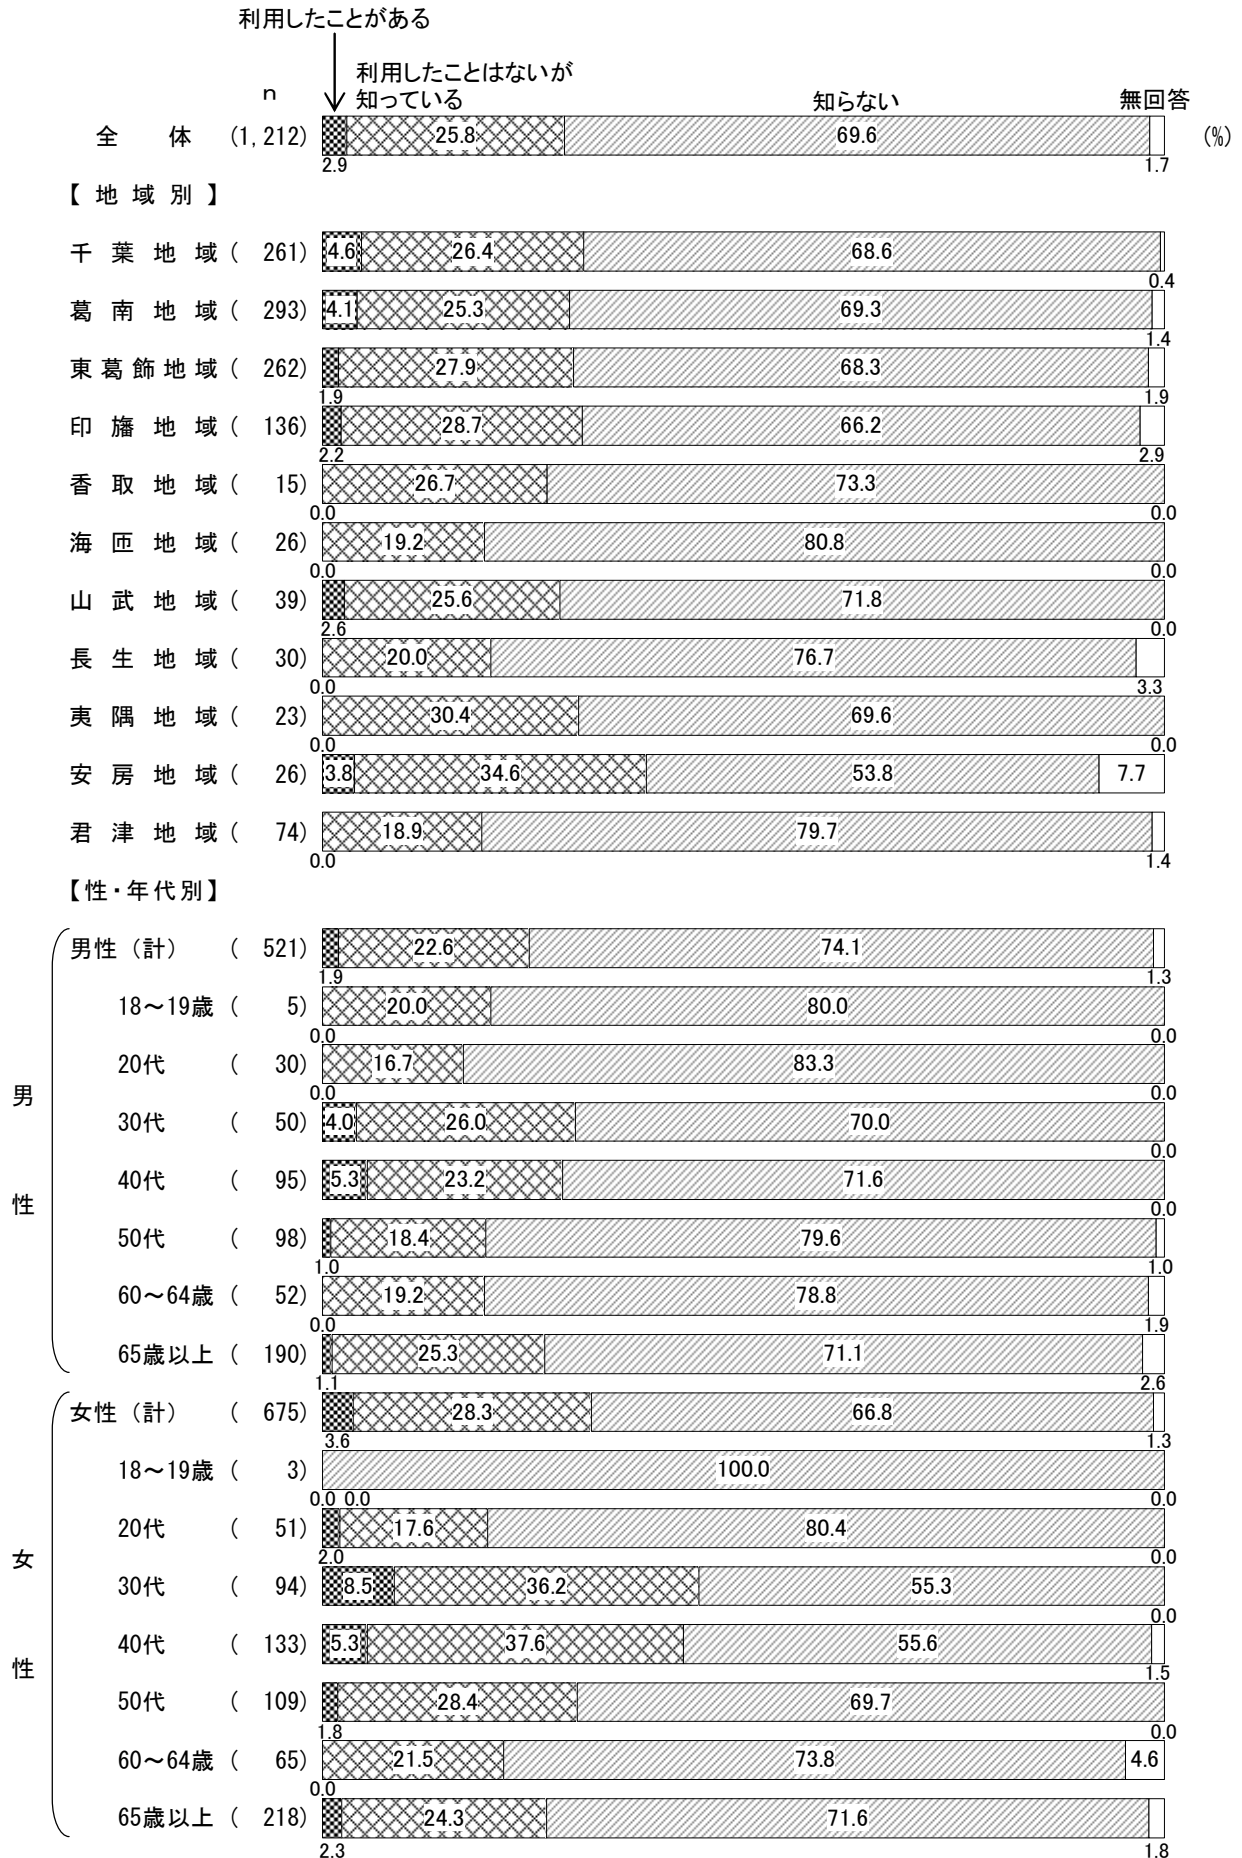 利用したことがある
利用したことはないが
n 知っている 知らない 無回答
全体 (1,212) 25.8 69.6 (%)
2.9 1.7
【地域別】
千葉地域( 261) 4.6 26.4 68.6
0.4
葛南地域( 293) 4.1 25.3 69.3
1.4
東葛飾地域( 262) 27.9 68.3
1.9 1.9
印旛地域( 136) 28.7 66.2
2.2 2.9
香取地域( 15) 26.7 73.3
0.0 0.0
海匝地域( 26) 19.2 80.8
0.0 0.0
山武地域( 39) 25.6 71.8
2.6 0.0
長生地域( 30) 20.0 76.7
0.0 3.3
夷隅地域( 23) 30.4 69.6
0.0 0.0
安房地域( 26) 3.8 34.6 53.8 7.7
君津地域( 74) 18.9 79.7
0.0 1.4
【性・年代別】
男性(計) ( 521) 22.6 74.1
1.9 1.3
18～19歳 ( 5) 20.0 80.0
0.0 0.0
20代 ( 30) 16.7 83.3
0.0 0.0
男
30代 ( 50) 4.0 26.0 70.0
0.0
40代 ( 95) 5.3 23.2 71.6
性 0.0
50代 ( 98) 18.4 79.6
1.0 1.0
60～64歳 ( 52) 19.2 78.8
0.0 1.9
65歳以上 ( 190) 25.3 71.1
1.1 2.6
女性(計) ( 675) 28.3 66.8
3.6 1.3
18～19歳 ( 3) 100.0
0.0 0.0 0.0
20代 ( 51) 17.6 80.4
女 2.0 0.0
30代 ( 94) 8.5 36.2 55.3
0.0
40代 ( 133) 5.3 37.6 55.6
性 1.5
50代 ( 109) 28.4 69.7
1.8 0.0
60～64歳 ( 65) 21.5 73.8 4.6
0.0
65歳以上 ( 218) 24.3 71.6
2.3 1.8